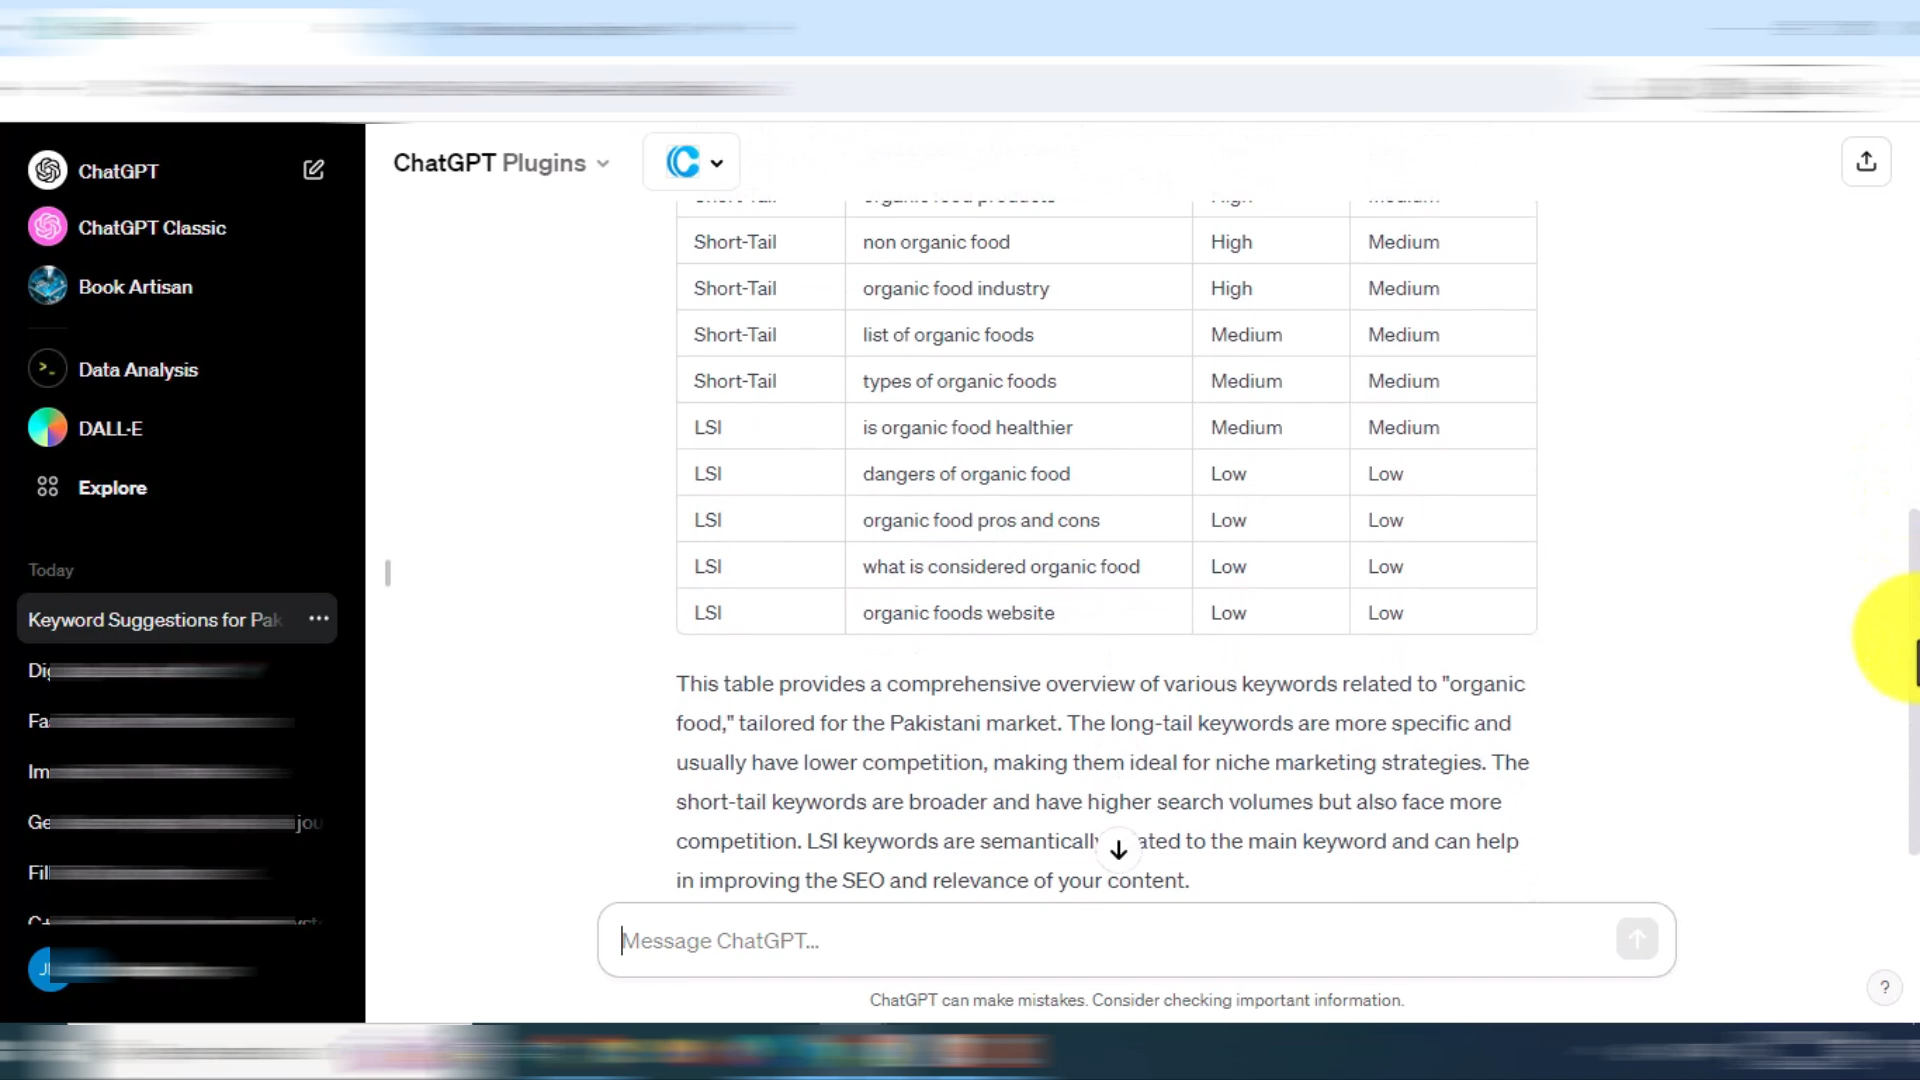 ChatGPT
ChatGPT Classic
Book Artisan
Data Analysis
DALL·E
Explore
Today
Keyword Suggestions for Pak
ChatGPT Plugins
Short-Tail organic food products High Medium
Short-Tail non organic food High Medium
Short-Tail organic food industry High Medium
Short-Tail list of organic foods Medium Medium
Short-Tail types of organic foods Medium Medium
LSI is organic food healthier Medium Medium
LSI dangers of organic food Low Low
LSI organic food pros and cons Low Low
LSI what is considered organic food Low Low
LSI organic foods website Low Low
This table provides a comprehensive overview of various keywords related to "organic
food," tailored for the Pakistani market. The long-tail keywords are more specific and
usually have lower competition, making them ideal for niche marketing strategies. The
short-tail keywords are broader and have higher search volumes but also face more
competition. LSI keywords are semantically to the main keyword and can help
in improving the SEO and relevance of your content.
Message ChatGPT...
ChatGPT can make mistakes. Consider checking important information.
?